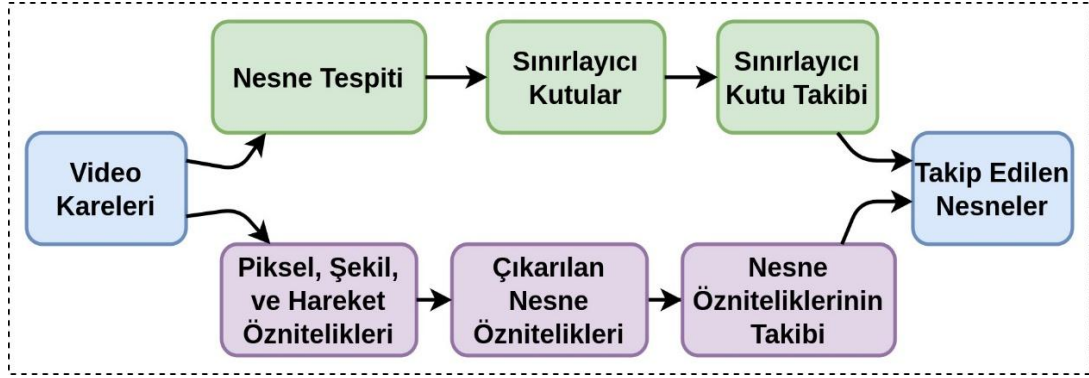 Video
Kareleri
Nesne Tespiti
Sınırlayıcı
Kutular
Sınırlayıcı
Kutu Takibi
Piksel, Şekil,
ve Hareket
Öznitelikleri
Çıkarılan
Nesne
Öznitelikleri
Nesne
Özniteliklerinin
Takibi
Takip Edilen
Nesneler